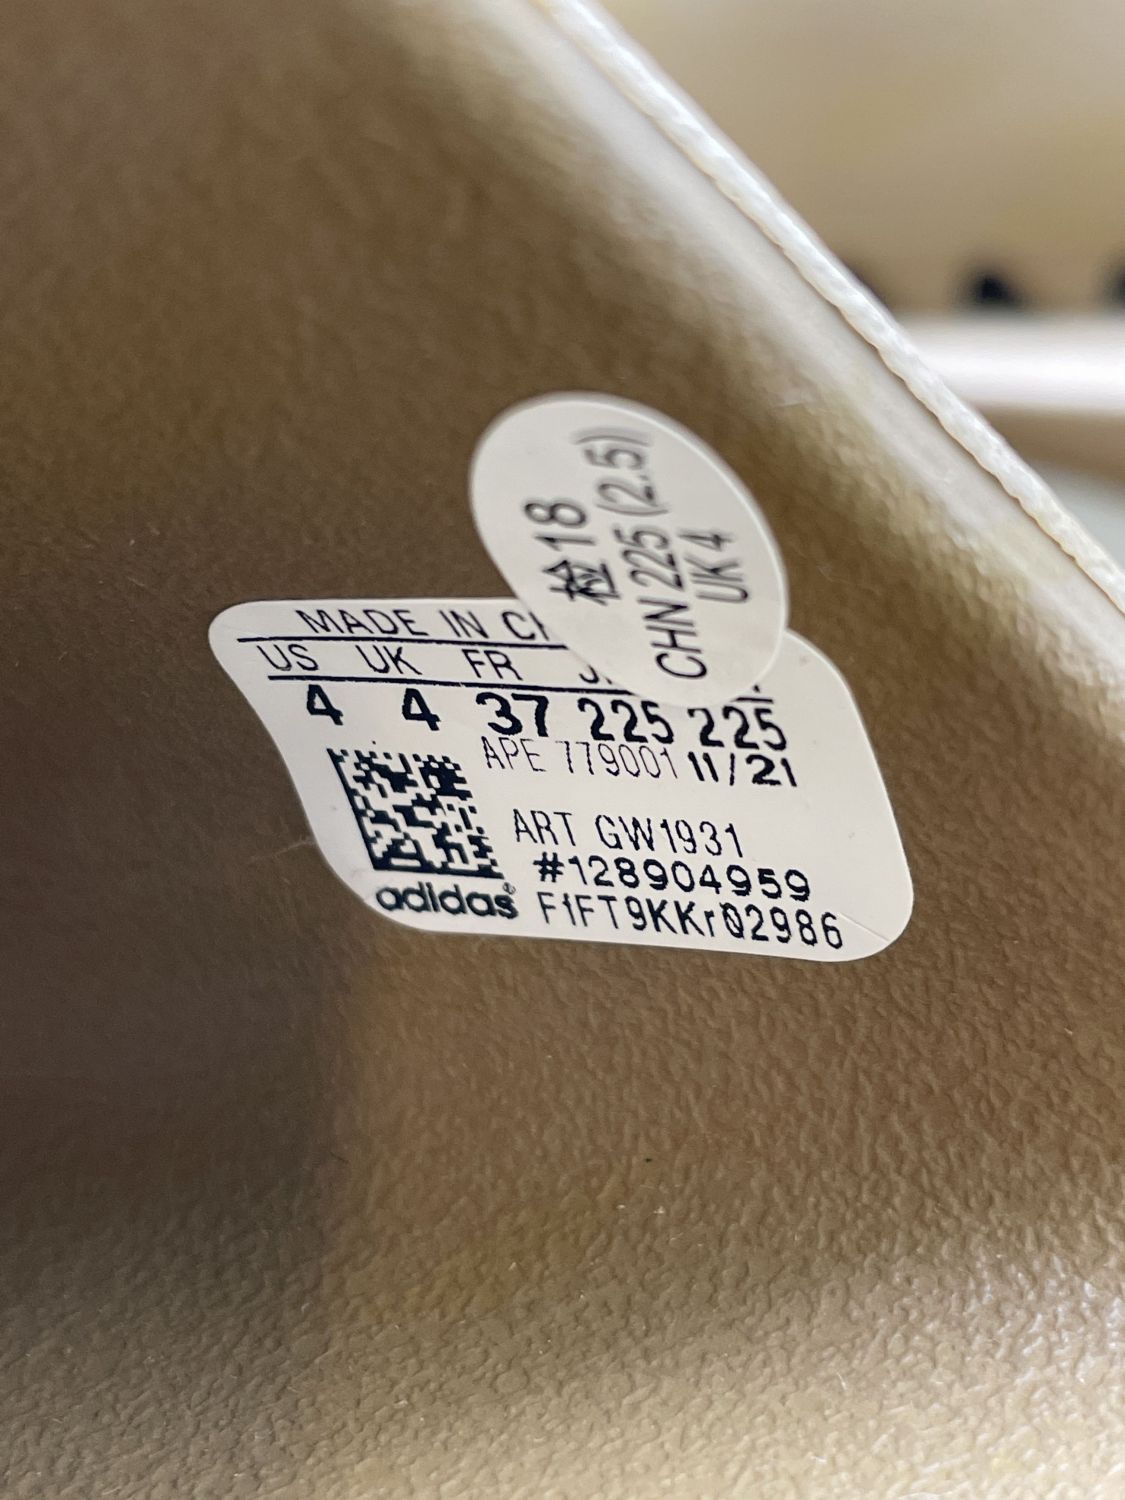 检18
CHN 225 (2.5)
UK 4
MADE IN
US UK FR
4 4 37 225 225
APE 779001 11/21
ART GW1931
#128904959
adidas F1FT9KKr02986